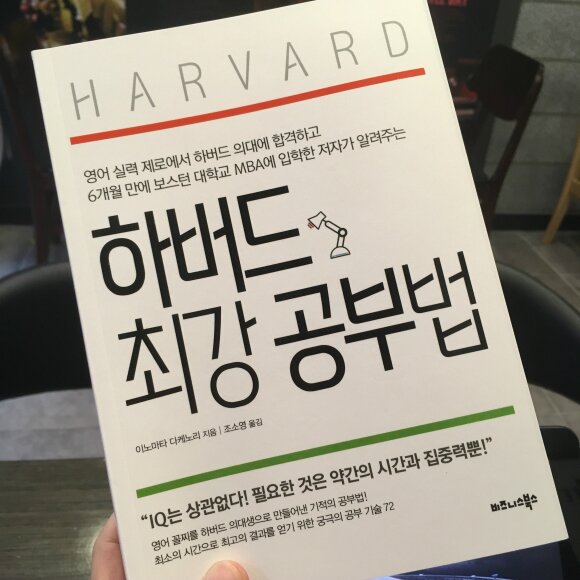 HARVARD
영어 실력 제로에서 하버드 의대에 합격하고
6개월 만에 보스턴 대학교 MBA에 입학한 저자가 알려주는
하버드
최강 공부법
이노마타 다케노리 지음 | 조소영 옮김
“IQ는 상관없다! 필요한 것은 약간의 시간과 집중력뿐!”
영어 꼴찌를 하버드 의대생으로 만들어낸 기적의 공부법!
최소의 시간으로 최고의 결과를 얻기 위한 궁극의 공부 기술 72
비즈니스북스